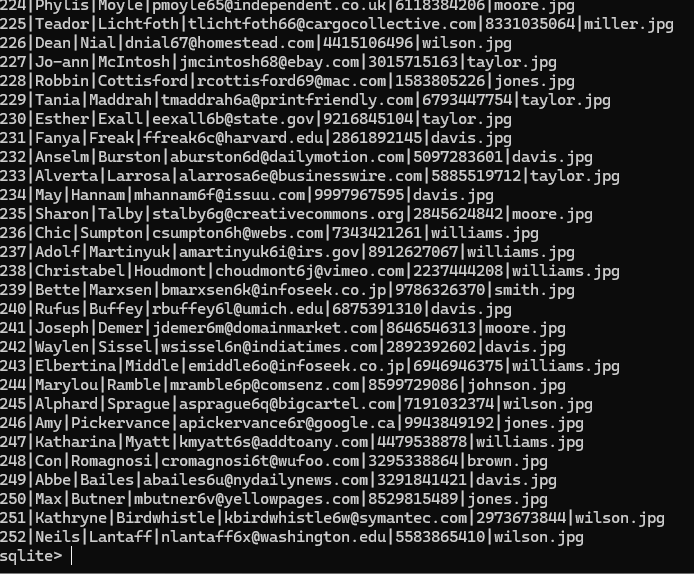 224|Phylis|Moyle|pmoyle65@independent.co.uk|6118384206|moore.jpg
225|Teador|Lichtfoth|tlichtfoth66@cargocollective.com|8331035064|miller.jpg
226|Dean|Nial|dnial67@homestead.com|4415106496|wilson.jpg
227|Jo-ann|McIntosh|jmcintosh68@ebay.com|3015715163|taylor.jpg
228|Robbin|Cottisford|rcottisford69@mac.com|1583805226|jones.jpg
229|Tania|Maddrah|tmaddrah6a@printfriendly.com|6793447754|taylor.jpg
230|Esther|Exall|eexall6b@state.gov|9216845104|taylor.jpg
231|Fanya|Freak|ffreak6c@harvard.edu|2861892145|davis.jpg
232|Anselm|Burston|aburston6d@dailymotion.com|5097283601|davis.jpg
233|Alverta|Larrosa|alarrosa6e@businesswire.com|5885519712|taylor.jpg
234|May|Hannam|mhannam6f@issuu.com|9997967595|davis.jpg
235|Sharon|Talby|stalby6g@creativecommons.org|2845624842|moore.jpg
236|Chic|Sumpton|csumpton6h@webs.com|7343421261|williams.jpg
237|Adolf|Martinyuk|amartinyuk6i@irs.gov|8912627067|williams.jpg
238|Christabel|Houdmont|choudmont6j@vimeo.com|2237444208|williams.jpg
239|Bette|Marxsen|bmarxsen6k@infoseek.co.jp|9786326370|smith.jpg
240|Rufus|Buffey|rbuffey6l@umich.edu|6875391310|davis.jpg
241|Joseph|Demer|jdemer6m@domainmarket.com|8646546313|moore.jpg
242|Waylen|Sissel|wsissel6n@indiatimes.com|2892392602|davis.jpg
243|Elbertina|Middle|emiddle6o@infoseek.co.jp|6946946375|williams.jpg
244|Marylou|Ramble|mramble6p@comsenz.com|8599729086|johnson.jpg
245|Alphard|Sprague|asprague6q@bigcartel.com|7191032374|wilson.jpg
246|Amy|Pickervance|apickervance6r@google.ca|9943849192|jones.jpg
247|Katharina|Myatt|kmyatt6s@addtoany.com|4479538878|williams.jpg
248|Con|Romagnosi|cromagnosi6t@wufoo.com|3295338864|brown.jpg
249|Abbe|Bailes|abailes6u@nydailynews.com|3291841421|davis.jpg
250|Max|Butner|mbutner6v@yellowpages.com|8529815489|jones.jpg
251|Kathryne|Birdwhistle|kbirdwhistle6w@symantec.com|2973673844|wilson.jpg
252|Neils|Lantaff|nlantaff6x@washington.edu|5583865410|wilson.jpg
sqlite>